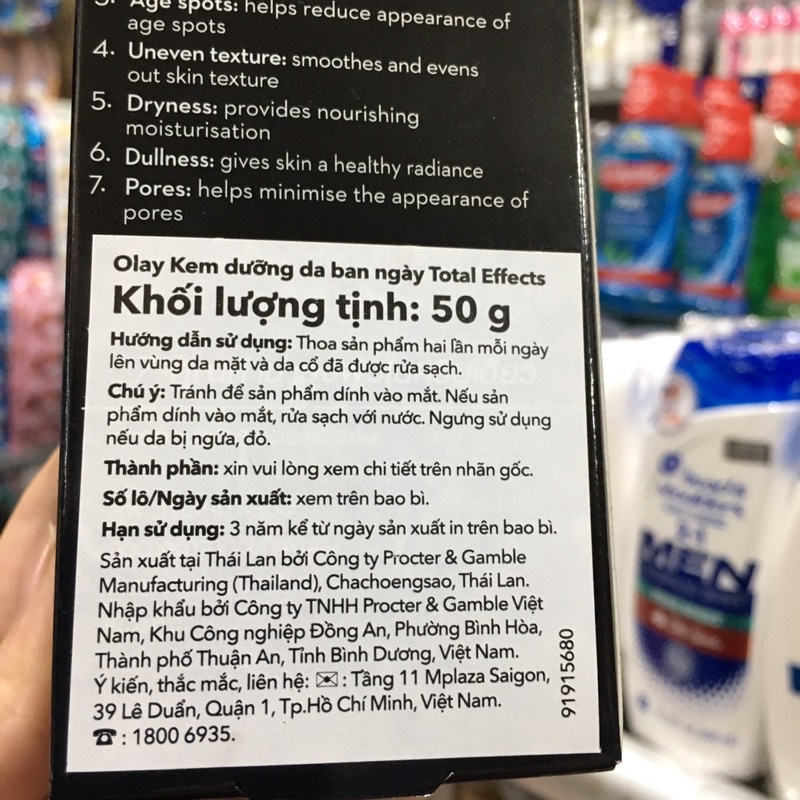 3. Age spots: helps reduce appearance of
age spots
4. Uneven texture: smoothes and evens
out skin texture
5. Dryness: provides nourishing
moisturisation
6. Dullness: gives skin a healthy radiance
7. Pores: helps minimise the appearance of
pores
Olay Kem dưỡng da ban ngày Total Effects
Khối lượng tịnh: 50 g
Hướng dẫn sử dụng: Thoa sản phẩm hai lần mỗi ngày
lên vùng da mặt và da cổ đã được rửa sạch.
Chú ý: Tránh để sản phẩm dính vào mắt. Nếu sản
phẩm dính vào mắt, rửa sạch với nước. Ngưng sử dụng
nếu da bị ngứa, đỏ.
Thành phần: xin vui lòng xem chi tiết trên nhãn gốc.
Số lô/Ngày sản xuất: xem trên bao bì.
Hạn sử dụng: 3 năm kể từ ngày sản xuất in trên bao bì.
Sản xuất tại Thái Lan bởi Công ty Procter & Gamble
Manufacturing (Thailand), Chachoengsao, Thái Lan.
Nhập khẩu bởi Công ty TNHH Procter & Gamble Việt
Nam, Khu Công nghiệp Đồng An, Phường Bình Hòa,
Thành phố Thuận An, Tỉnh Bình Dương, Việt Nam.
Ý kiến, thắc mắc, liên hệ: ✉: Tầng 11 Mplaza Saigon,
39 Lê Duẩn, Quận 1, Tp.Hồ Chí Minh, Việt Nam.
☎: 1800 6935.
91915680
MEN